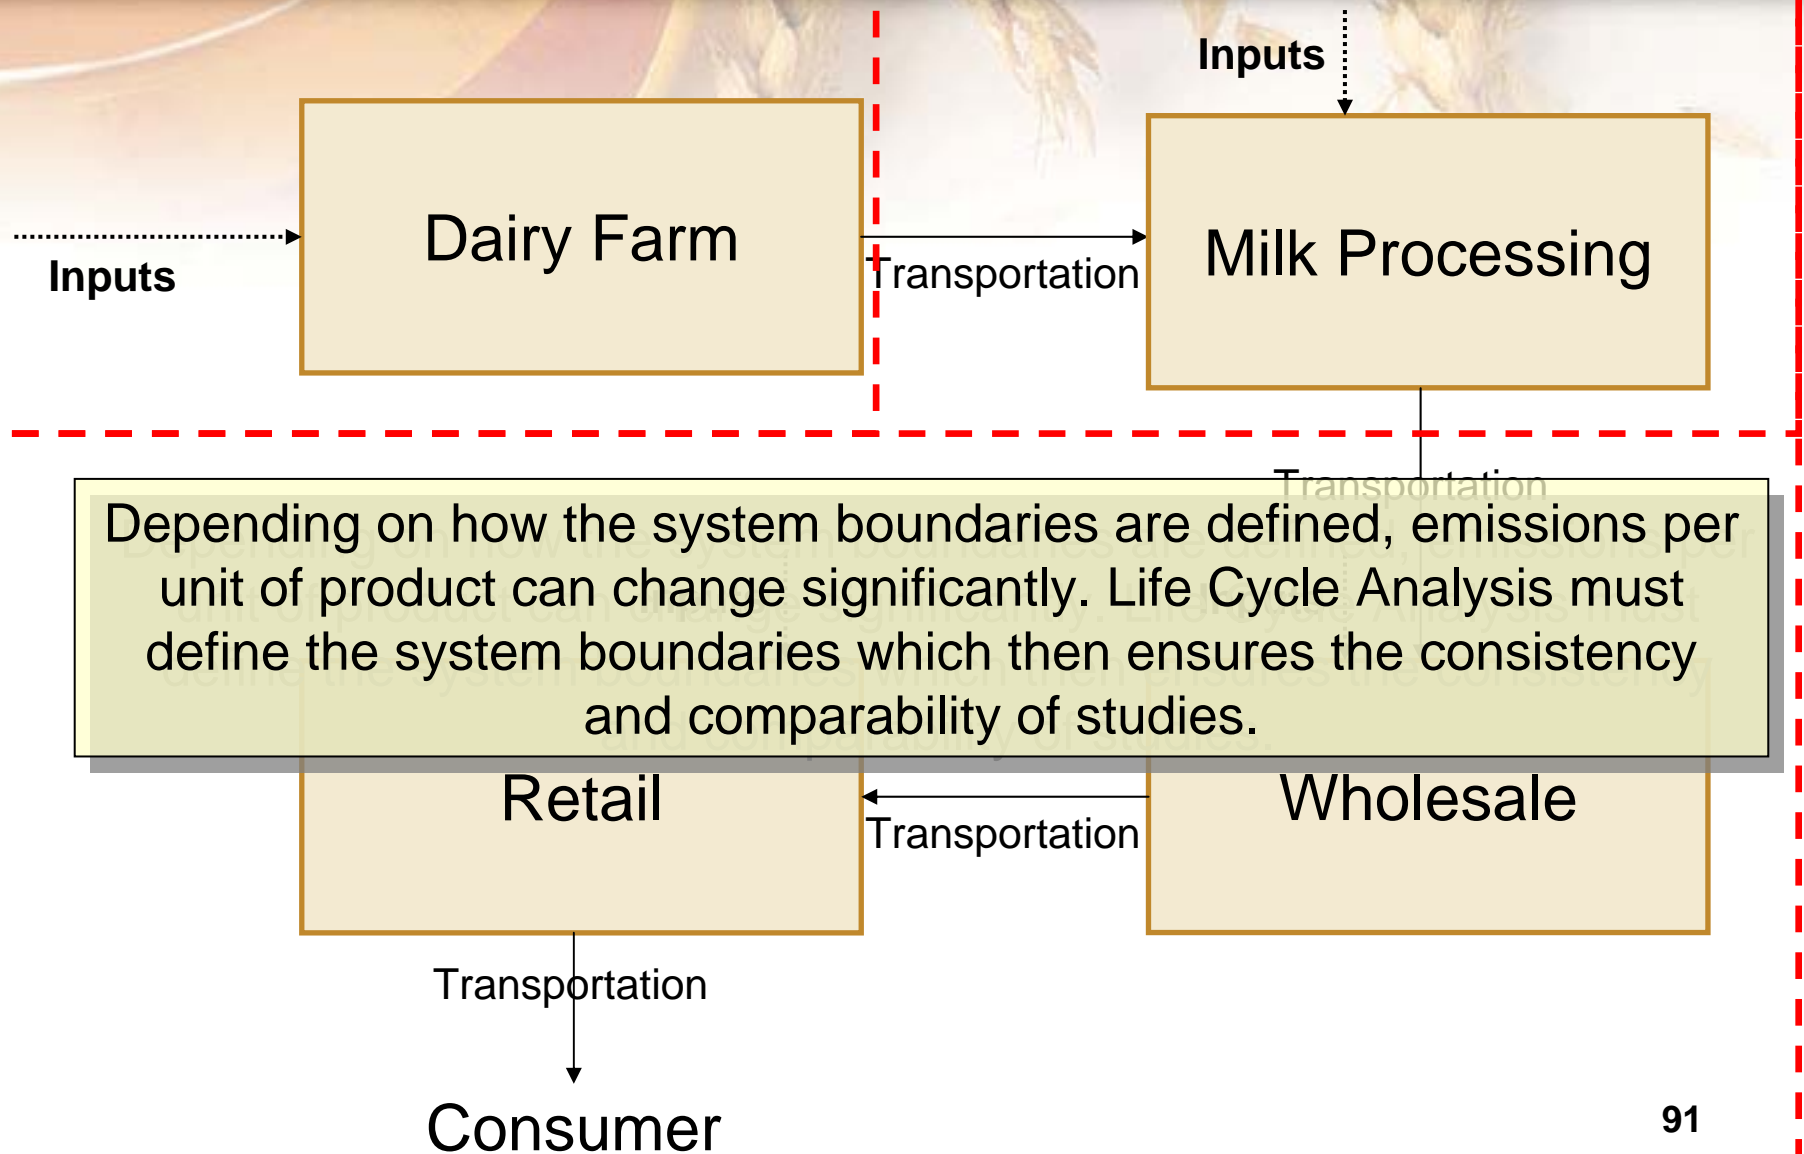 Inputs
Dairy Farm
Milk Processing
Inputs
Transportation
Transportation
Depending on how the system boundaries are defined, emissions per
unit of product can change significantly. Life Cycle Analysis must
define the system boundaries which then ensures the consistency
and comparability of studies.
Inputs
Inputs
Retail
Wholesale
Transportation
Transportation
Consumer
91